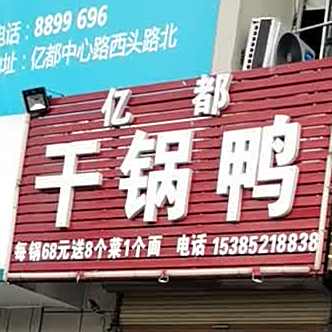 电话：8899 696
址：亿都中心路西头路北
亿都
干锅鸭
每锅68元送8个菜1个面 电话 15385218838